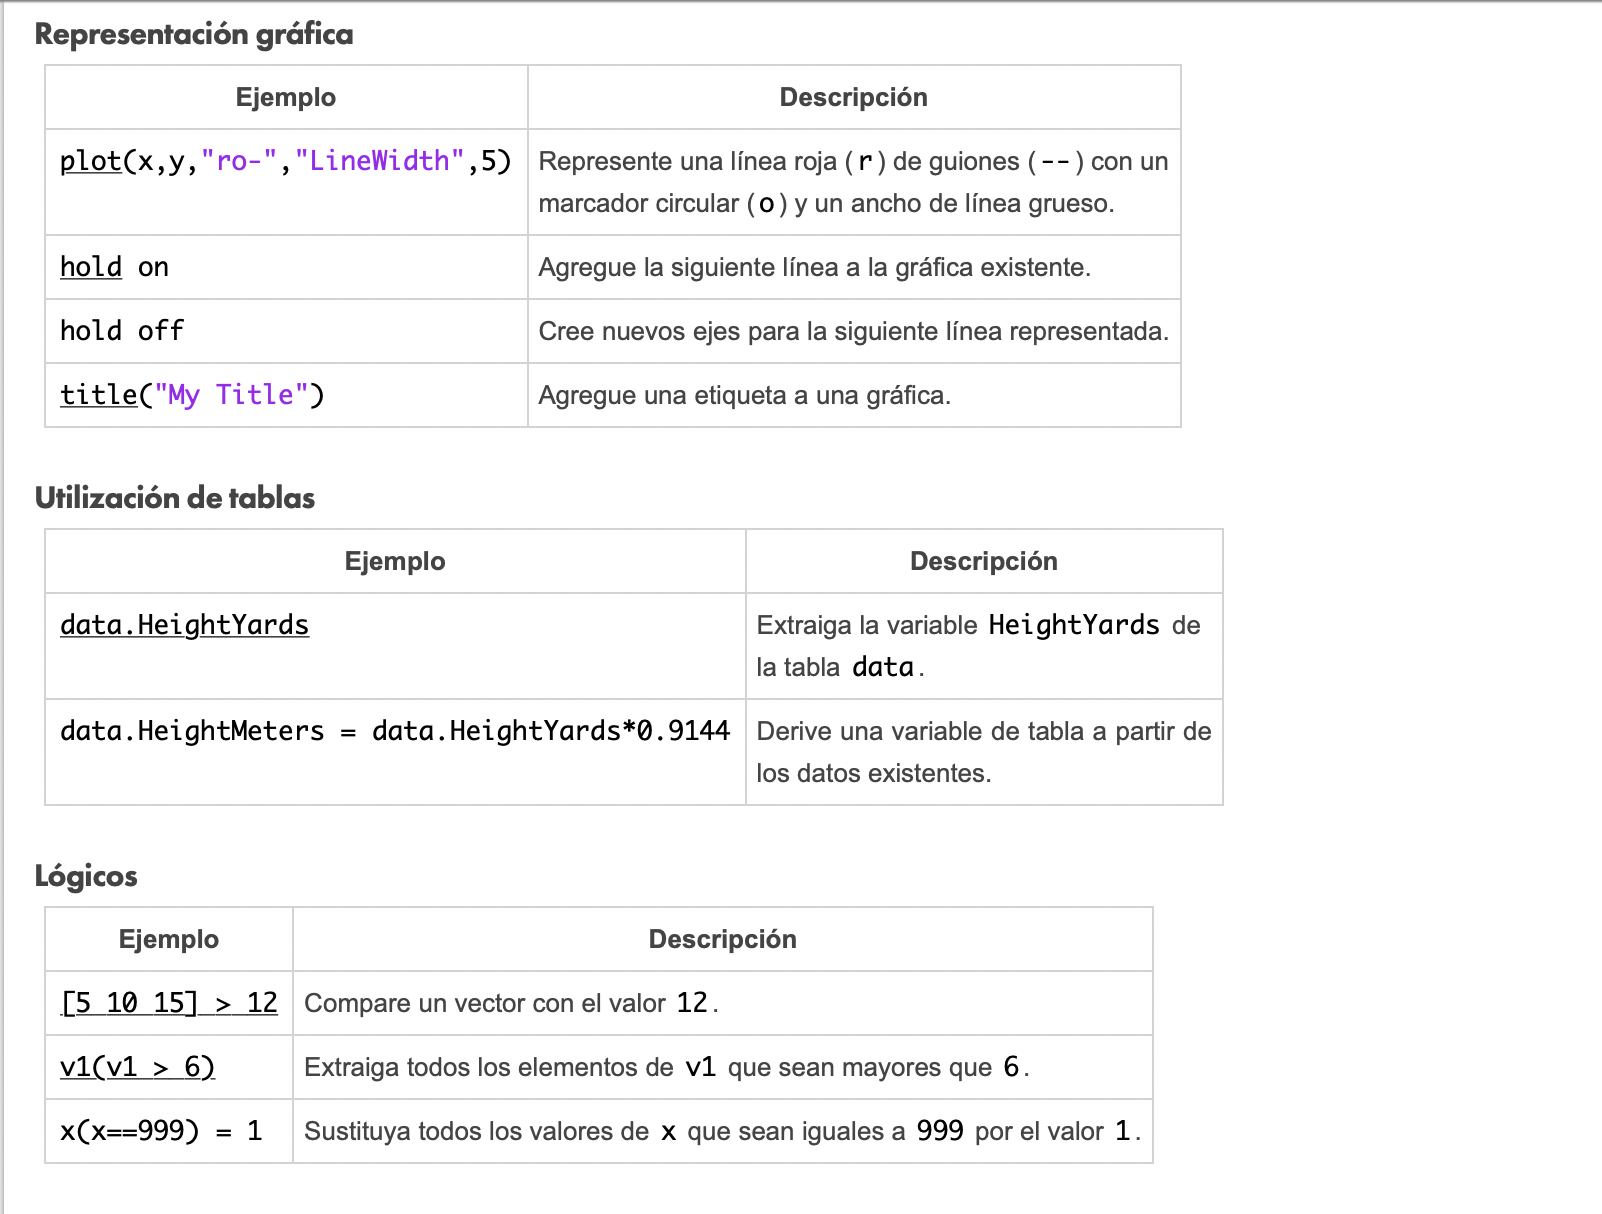 Representación gráfica
Ejemplo Descripción
plot(x,y,"ro-","LineWidth",5) Represente una línea roja (r) de guiones (--) con un
marcador circular (o) y un ancho de línea grueso.
hold on Agregue la siguiente línea a la gráfica existente.
hold off Cree nuevos ejes para la siguiente línea representada.
title("My Title") Agregue una etiqueta a una gráfica.
Utilización de tablas
Ejemplo Descripción
data.HeightYards Extraiga la variable HeightYards de
la tabla data.
data.HeightMeters = data.HeightYards*0.9144 Derive una variable de tabla a partir de
los datos existentes.
Lógicos
Ejemplo Descripción
[5 10 15] > 12 Compare un vector con el valor 12.
v1(v1 > 6) Extraiga todos los elementos de v1 que sean mayores que 6.
x(x==999) = 1 Sustituya todos los valores de x que sean iguales a 999 por el valor 1.